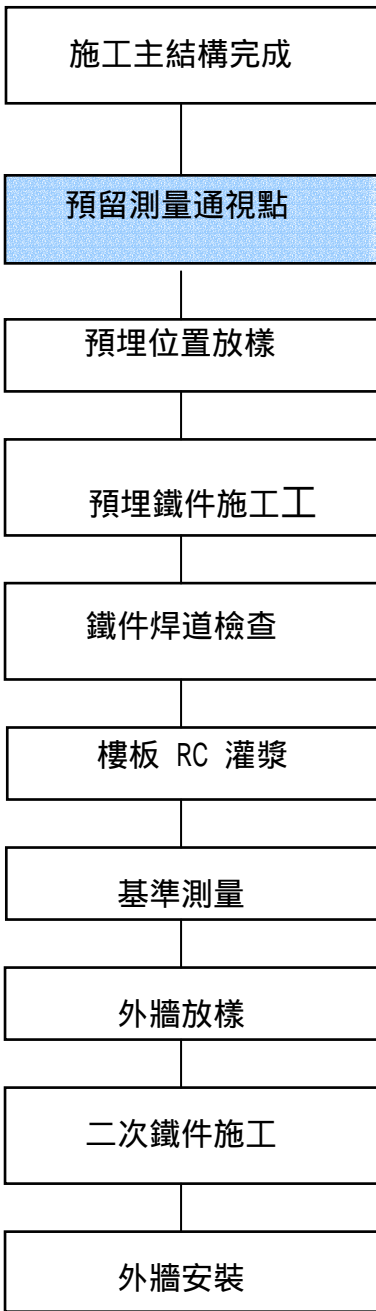 施工主結構完成
預留測量通視點
預埋位置放樣
預埋鐵件施工工
鐵件焊道檢查
樓板 RC 灌漿
基準測量
外牆放樣
二次鐵件施工
外牆安裝